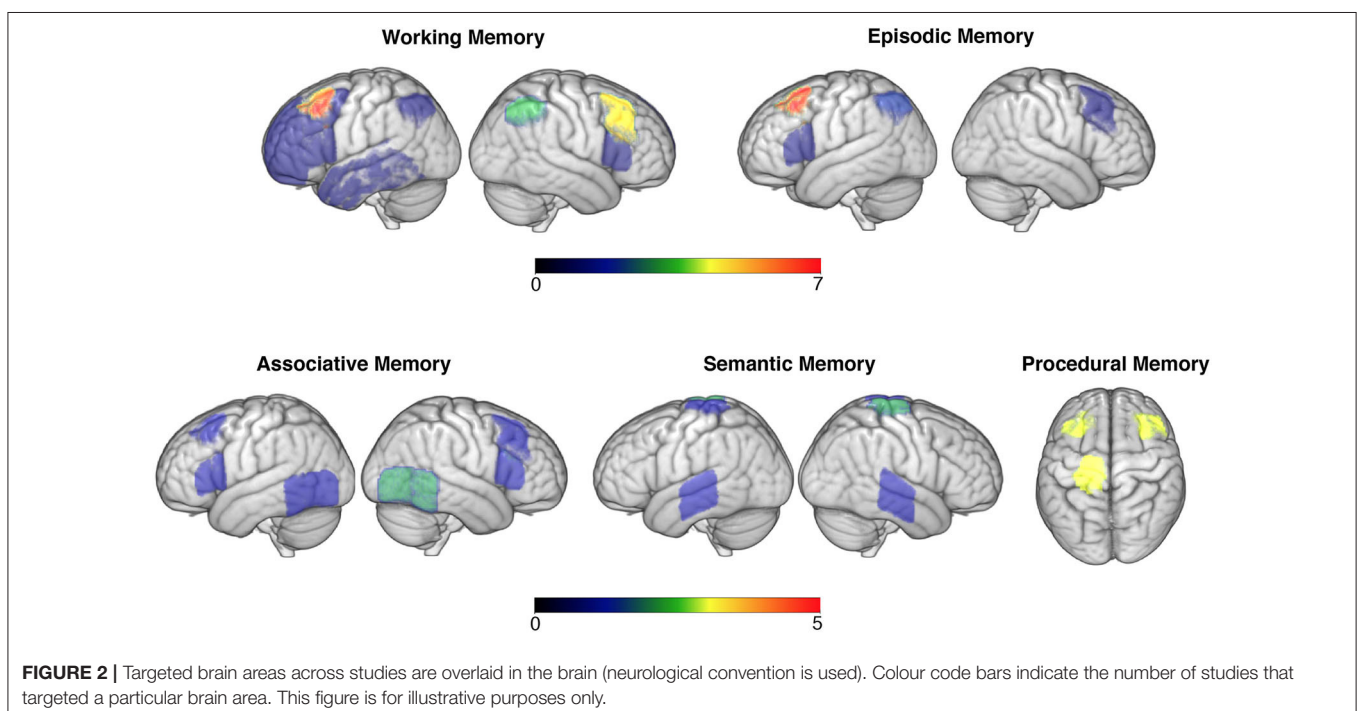 Working Memory
Episodic Memory
0
7
Associative Memory
Semantic Memory
Procedural Memory
0
5
FIGURE 2 | Targeted brain areas across studies are overlaid in the brain (neurological convention is used). Colour code bars indicate the number of studies that
targeted a particular brain area. This figure is for illustrative purposes only.